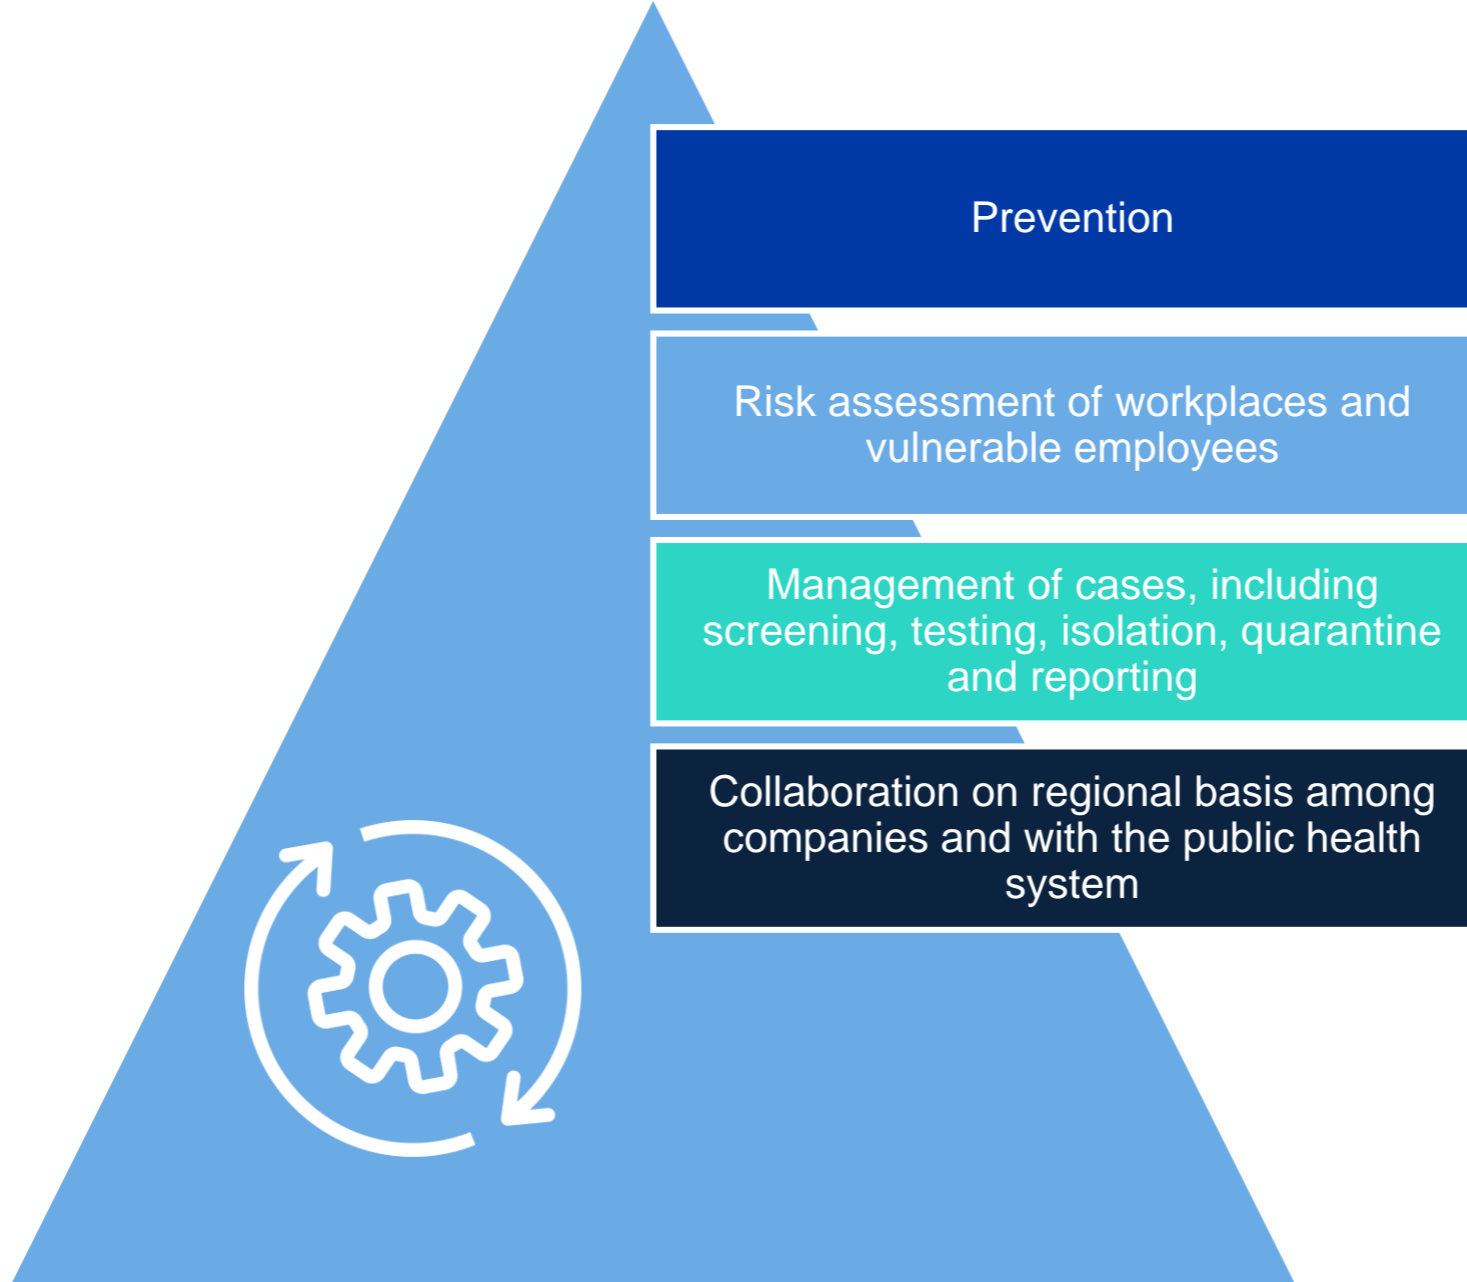 Prevention
Risk assessment of workplaces and
vulnerable employees
Management of cases, including
screening, testing, isolation, quarantine
and reporting
Collaboration on regional basis among
companies and with the public health
system